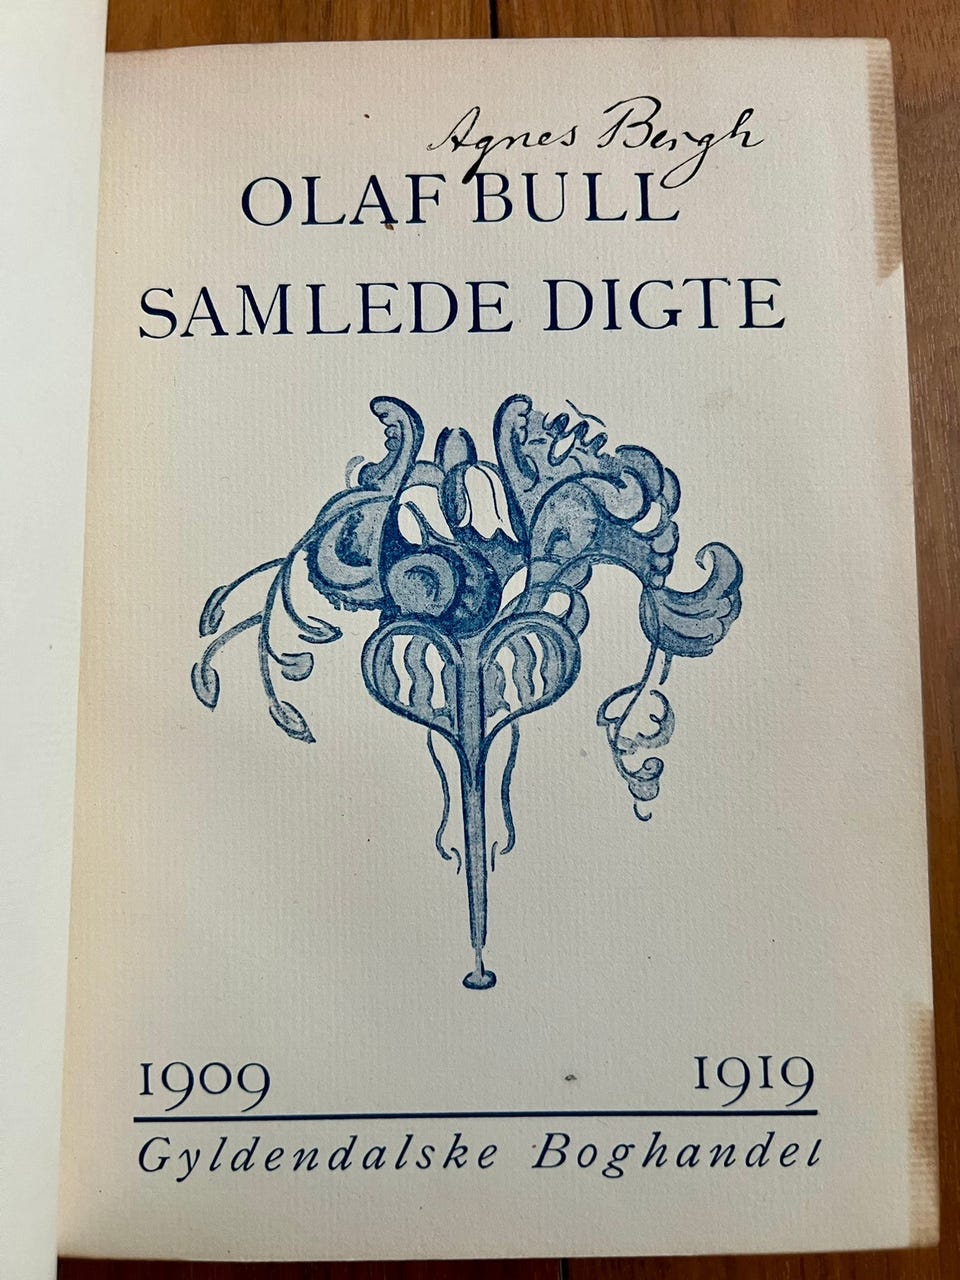 Agnes Bergh
OLAF BULL
SAMLEDE DIGTE
1909 1919
Gyldendalske Boghandel